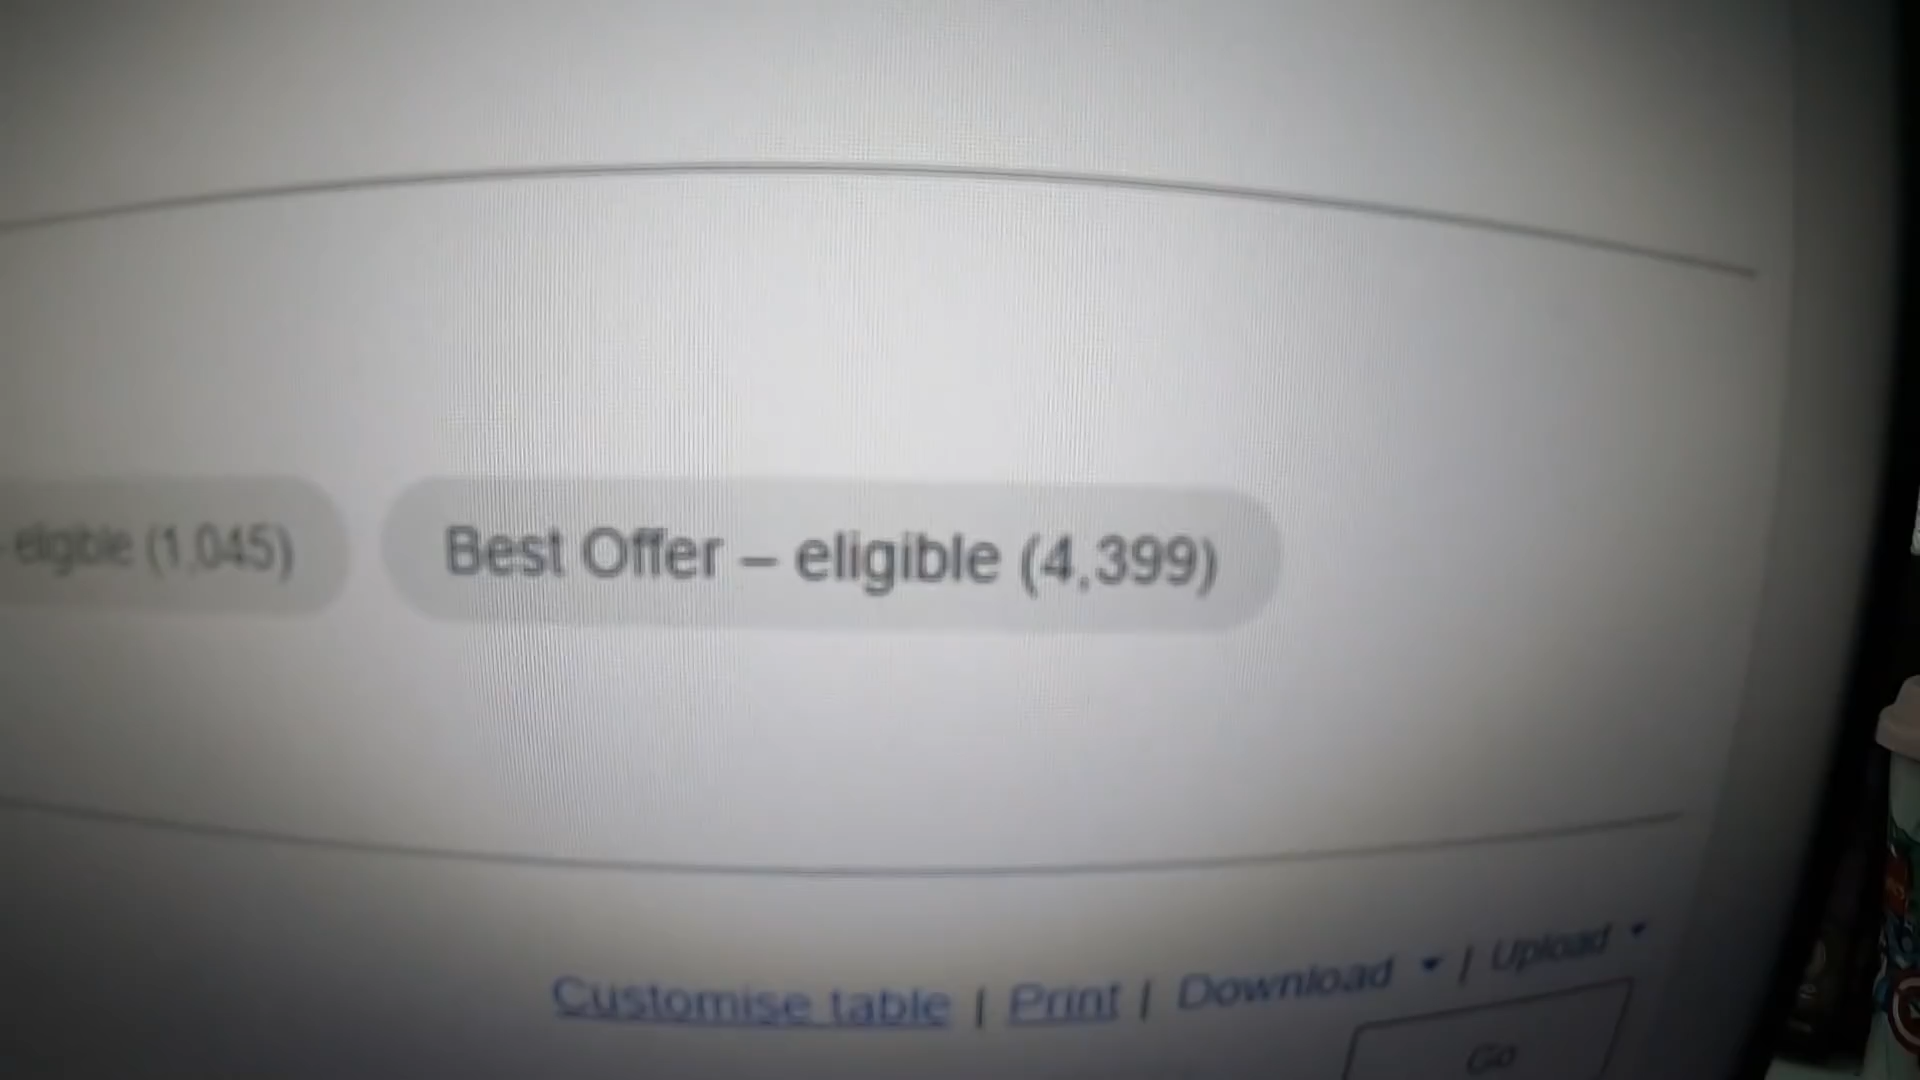 eligible (1,045)
Best Offer – eligible (4,399)
Customise table | Print | Download | Upload
Go